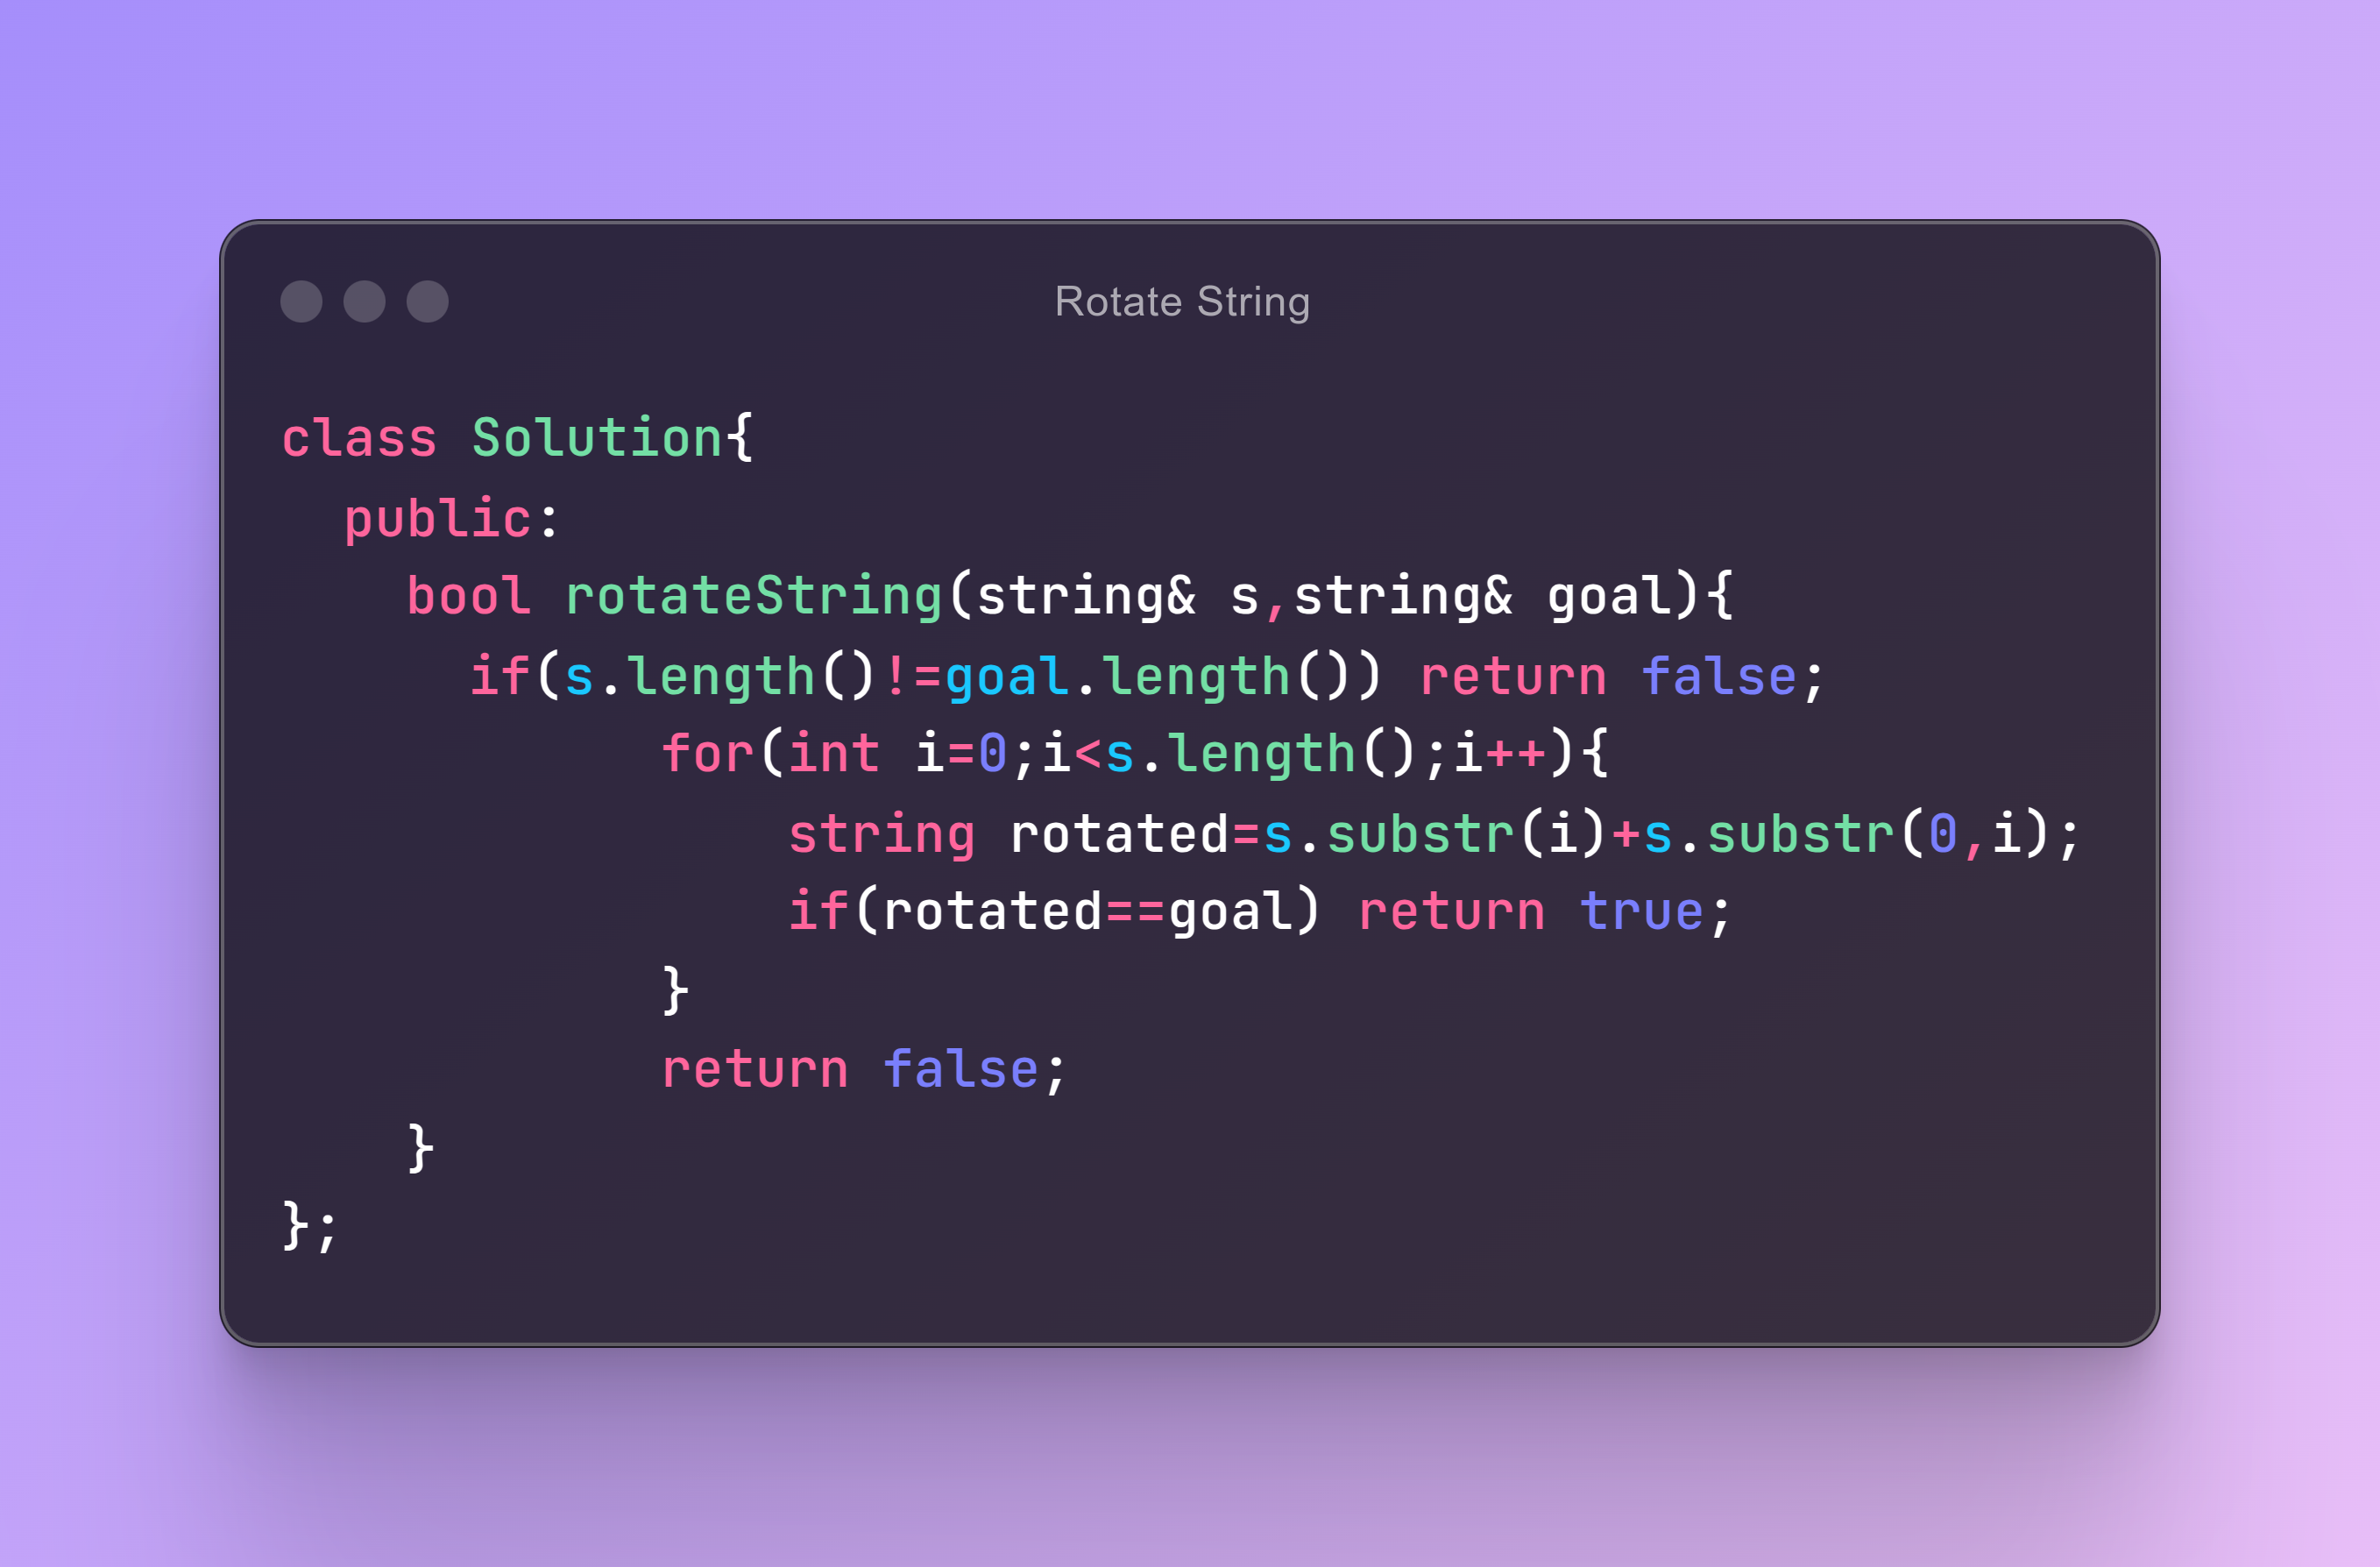 Rotate String
class Solution{
  public:
    bool rotateString(string& s,string& goal){
      if(s.length()!=goal.length()) return false;
            for(int i=0;i<s.length();i++){
                string rotated=s.substr(i)+s.substr(0,i);
                if(rotated==goal) return true;
            }
            return false;
    }
};